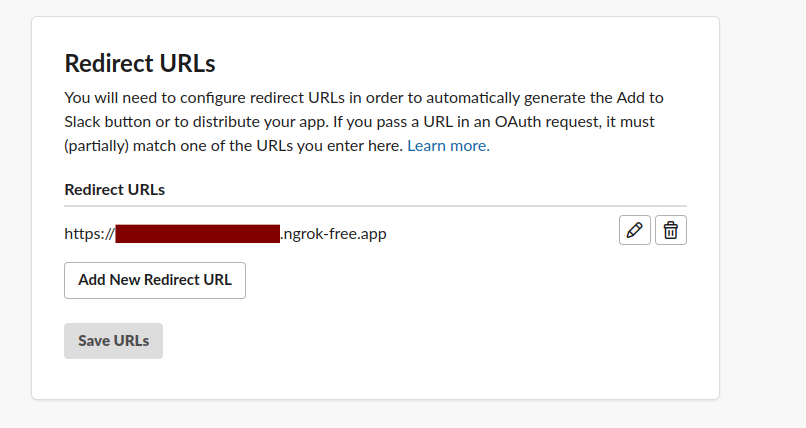 Redirect URLs
You will need to configure redirect URLs in order to automatically generate the Add to
Slack button or to distribute your app. If you pass a URL in an OAuth request, it must
(partially) match one of the URLs you enter here. Learn more.
Redirect URLs
https://.ngrok-free.app
Add New Redirect URL
Save URLs